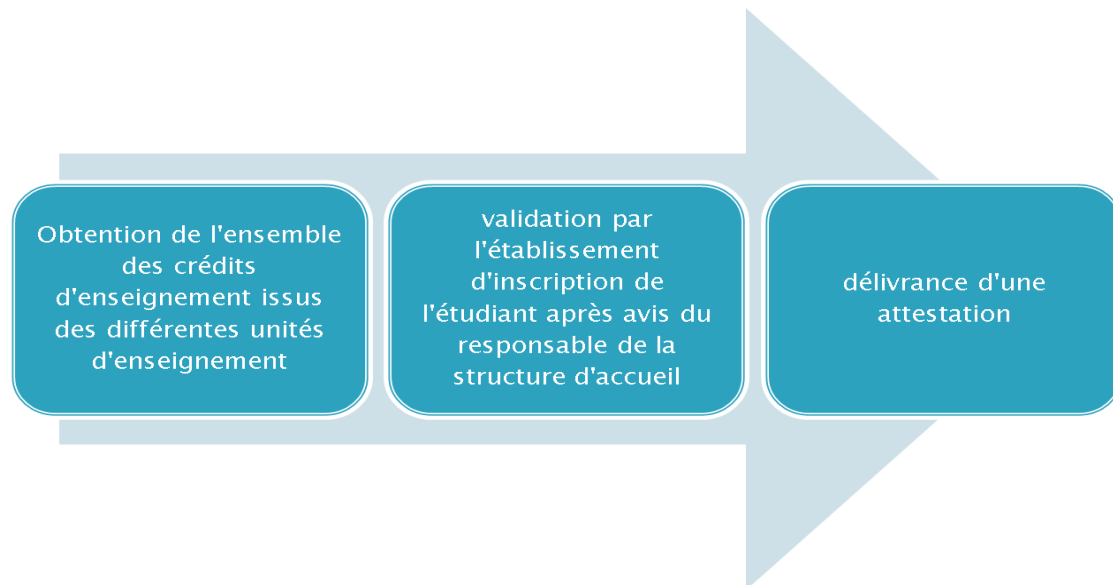 Obtention de l'ensemble
des crédits
d'enseignement issus
des différentes unités
d'enseignement
validation par
l'établissement
d'inscription de
l'étudiant après avis du
responsable de la
structure d'accueil
délivrance d'une
attestation